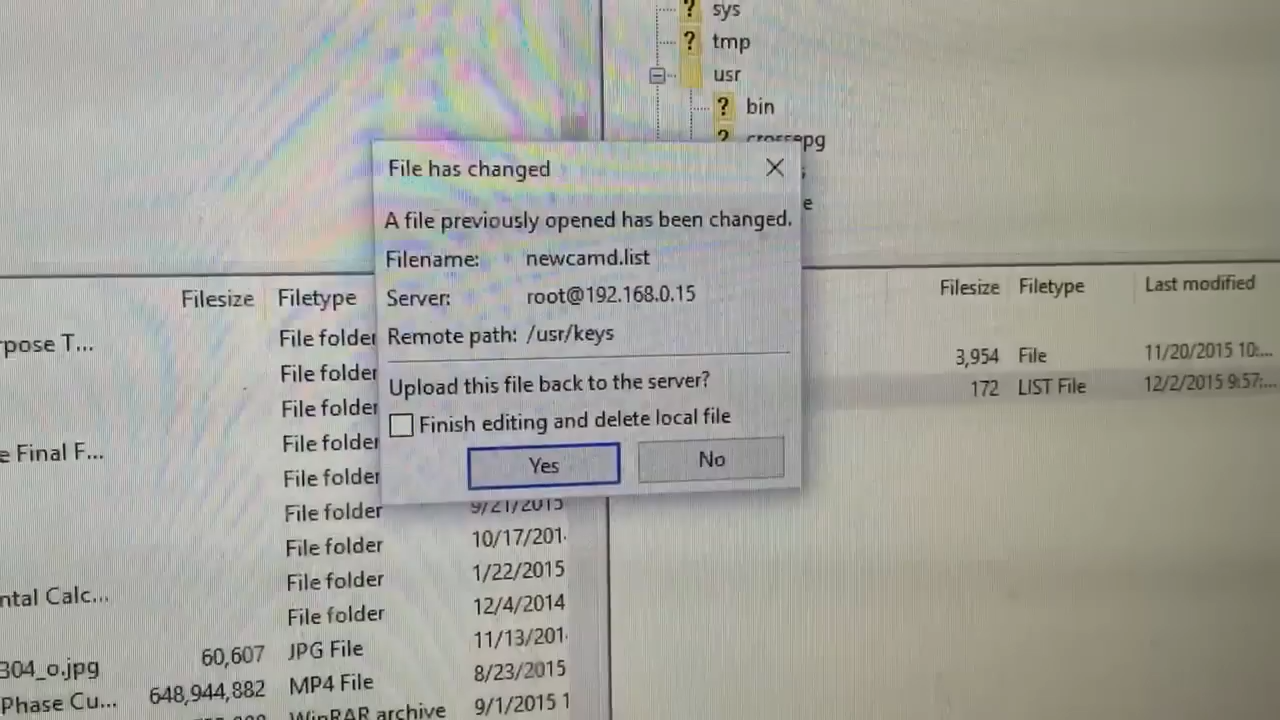 sys
tmp
usr
bin
crossepg
File has changed
A file previously opened has been changed.
Filename: newcamd.list
Server: root@192.168.0.15
Remote path: /usr/keys
Upload this file back to the server?
Finish editing and delete local file
Yes No
Filesize Filetype
pose T...
File folder
File folder
File folder
e Final F...
File folder
File folder
File folder 9/21/2015
File folder 10/17/201
File folder 1/22/2015
ntal Calc...
File folder 12/4/2014
60,607 JPG File 11/13/201
304_o.jpg
Phase Cu... 648,944,882 MP4 File 8/23/2015
WinRAR archive 9/1/2015 1
Filesize Filetype Last modified
3,954 File 11/20/2015 10:...
172 LIST File 12/2/2015 9:57:...